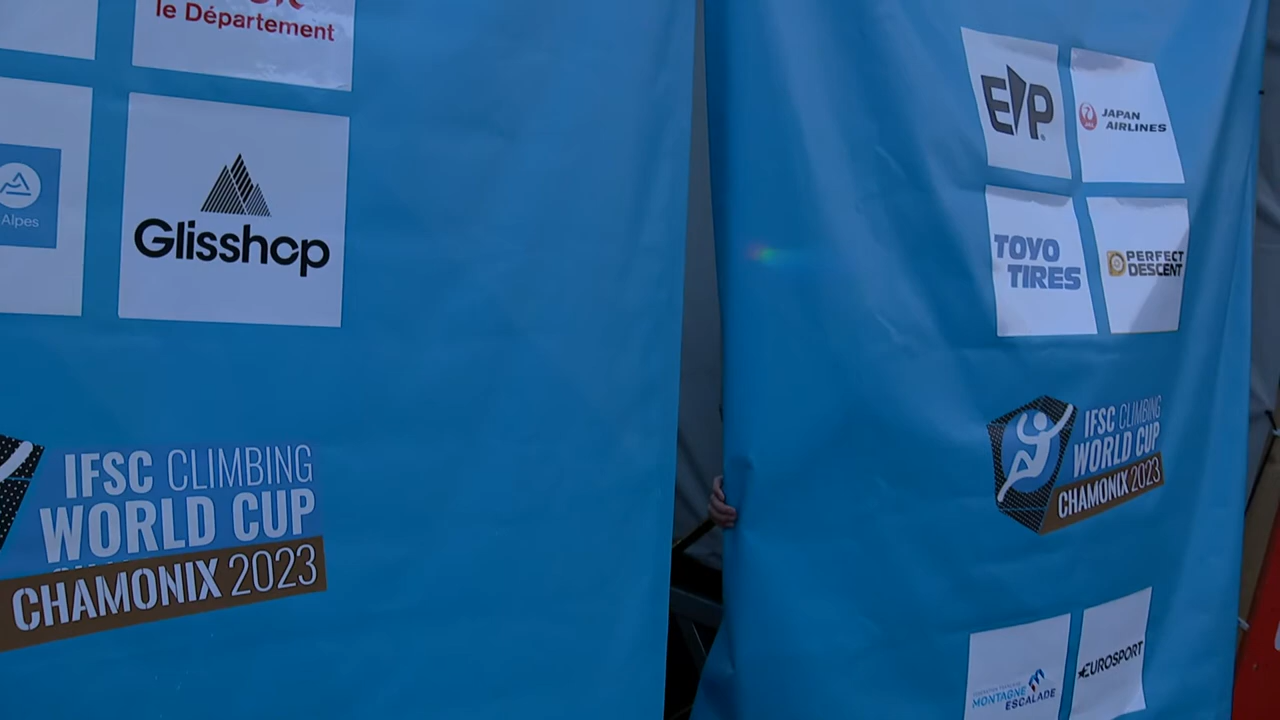 le Département
Alpes
Glisshop
IFSC CLIMBING
WORLD CUP
CHAMONIX 2023
EP
JAPAN
AIRLINES
TOYO
TIRES
PERFECT
DESCENT
IFSC CLIMBING
WORLD CUP
CHAMONIX 2023
MONTAGNE
ESCALADE
EUROSPORT